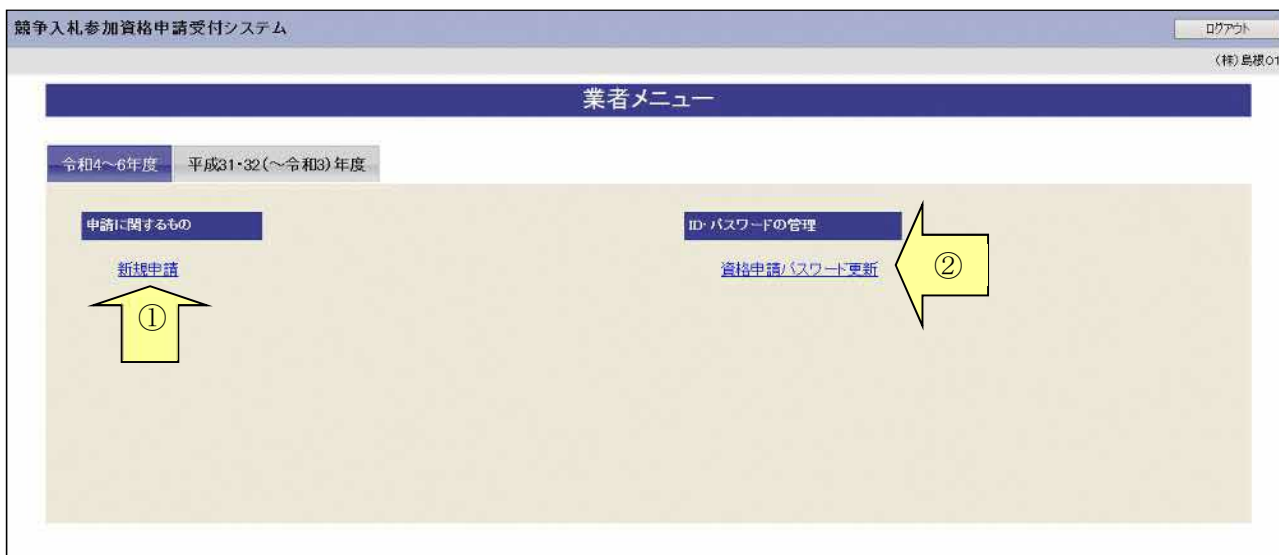 競争入札参加資格申請受付システム
ログアウト
(株)島根01
業者メニュー
令和4～6年度
平成31・32(～令和3)年度
申請に関するもの
ID・パスワードの管理
新規申請
資格申請パスワード更新
②
①